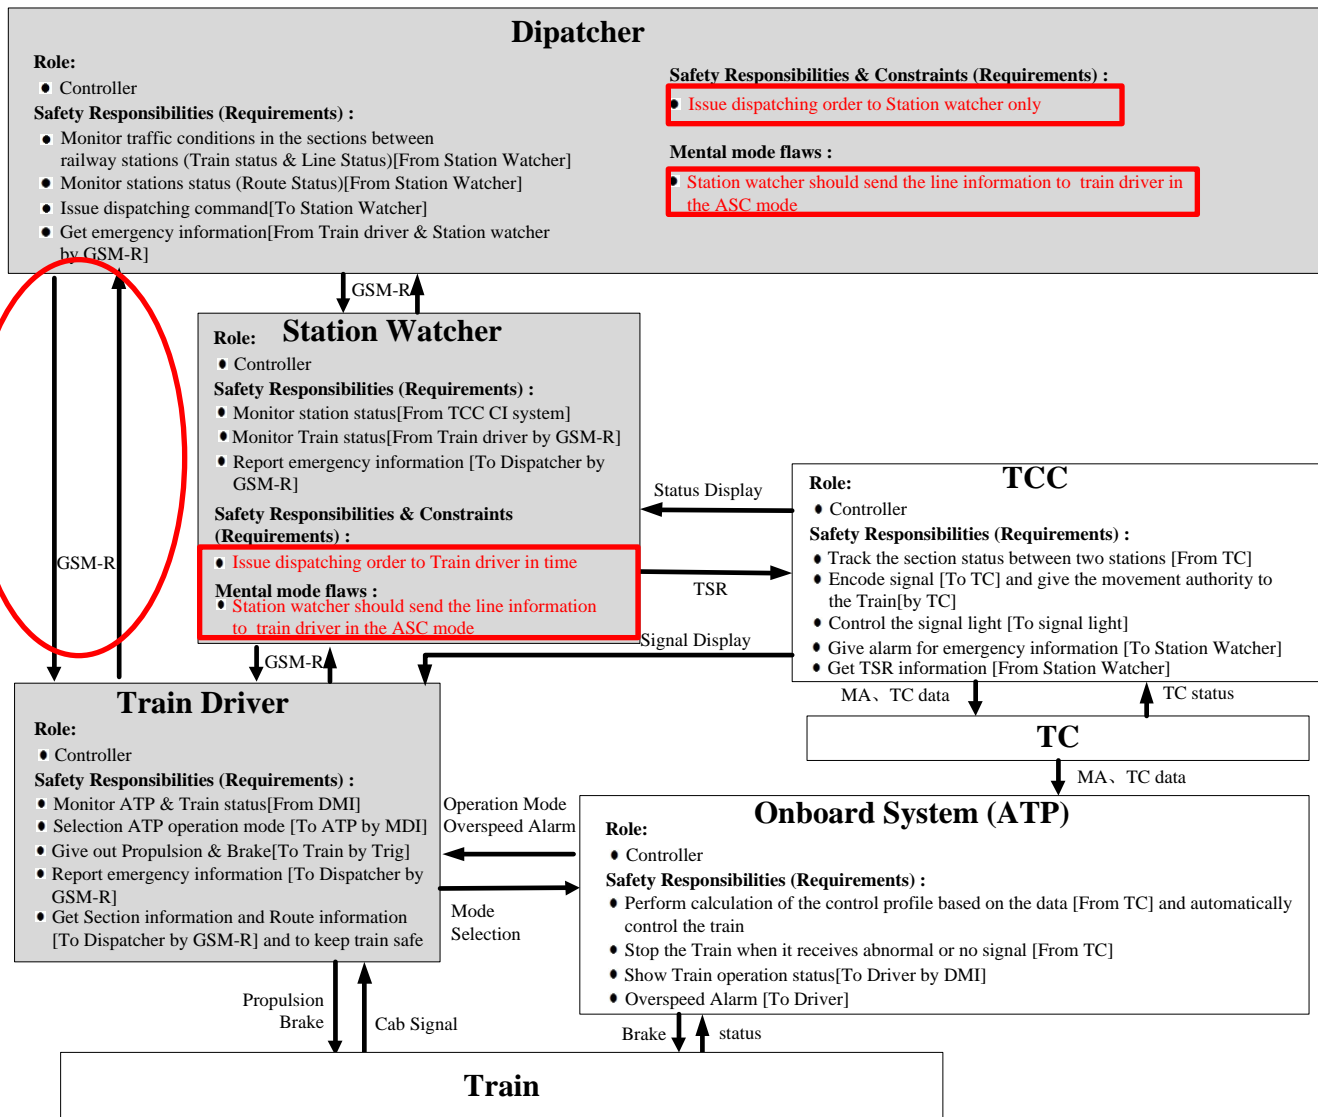 Dipatcher
Role:
Controller
Safety Responsibilities (Requirements) :
Monitor traffic conditions in the sections between
railway stations (Train status & Line Status)[From Station Watcher]
Monitor stations status (Route Status)[From Station Watcher]
Issue dispatching command[To Station Watcher]
Get emergency information[From Train driver & Station watcher
by GSM-R]
Safety Responsibilities & Constraints (Requirements) :
Issue dispatching order to Station watcher only
Mental mode flaws :
Station watcher should send the line information to train driver in
the ASC mode
GSM-R
GSM-R
Station Watcher
Role:
Controller
Safety Responsibilities (Requirements) :
Monitor station status[From TCC CI system]
Monitor Train status[From Train driver by GSM-R]
Report emergency information [To Dispatcher by
GSM-R]
Safety Responsibilities & Constraints
(Requirements) :
Issue dispatching order to Train driver in time
Mental mode flaws :
Station watcher should send the line information
to train driver in the ASC mode
Status Display
TSR
Signal Display
GSM-R
TCC
Role:
Controller
Safety Responsibilities (Requirements) :
Track the section status between two stations [From TC]
Encode signal [To TC] and give the movement authority to
the Train[by TC]
Control the signal light [To signal light]
Give alarm for emergency information [To Station Watcher]
Get TSR information [From Station Watcher]
MA、TC data
TC status
TC
MA、TC data
Train Driver
Role:
Controller
Safety Responsibilities (Requirements) :
Monitor ATP & Train status[From DMI]
Selection ATP operation mode [To ATP by MDI]
Give out Propulsion & Brake[To Train by Trig]
Report emergency information [To Dispatcher by
GSM-R]
Get Section information and Route information
[To Dispatcher by GSM-R] and to keep train safe
Operation Mode
Overspeed Alarm
Mode
Selection
Onboard System (ATP)
Role:
Controller
Safety Responsibilities (Requirements) :
Perform calculation of the control profile based on the data [From TC] and automatically
control the train
Stop the Train when it receives abnormal or no signal [From TC]
Show Train operation status[To Driver by DMI]
Overspeed Alarm [To Driver]
Propulsion
Brake
Cab Signal
Brake
status
Train